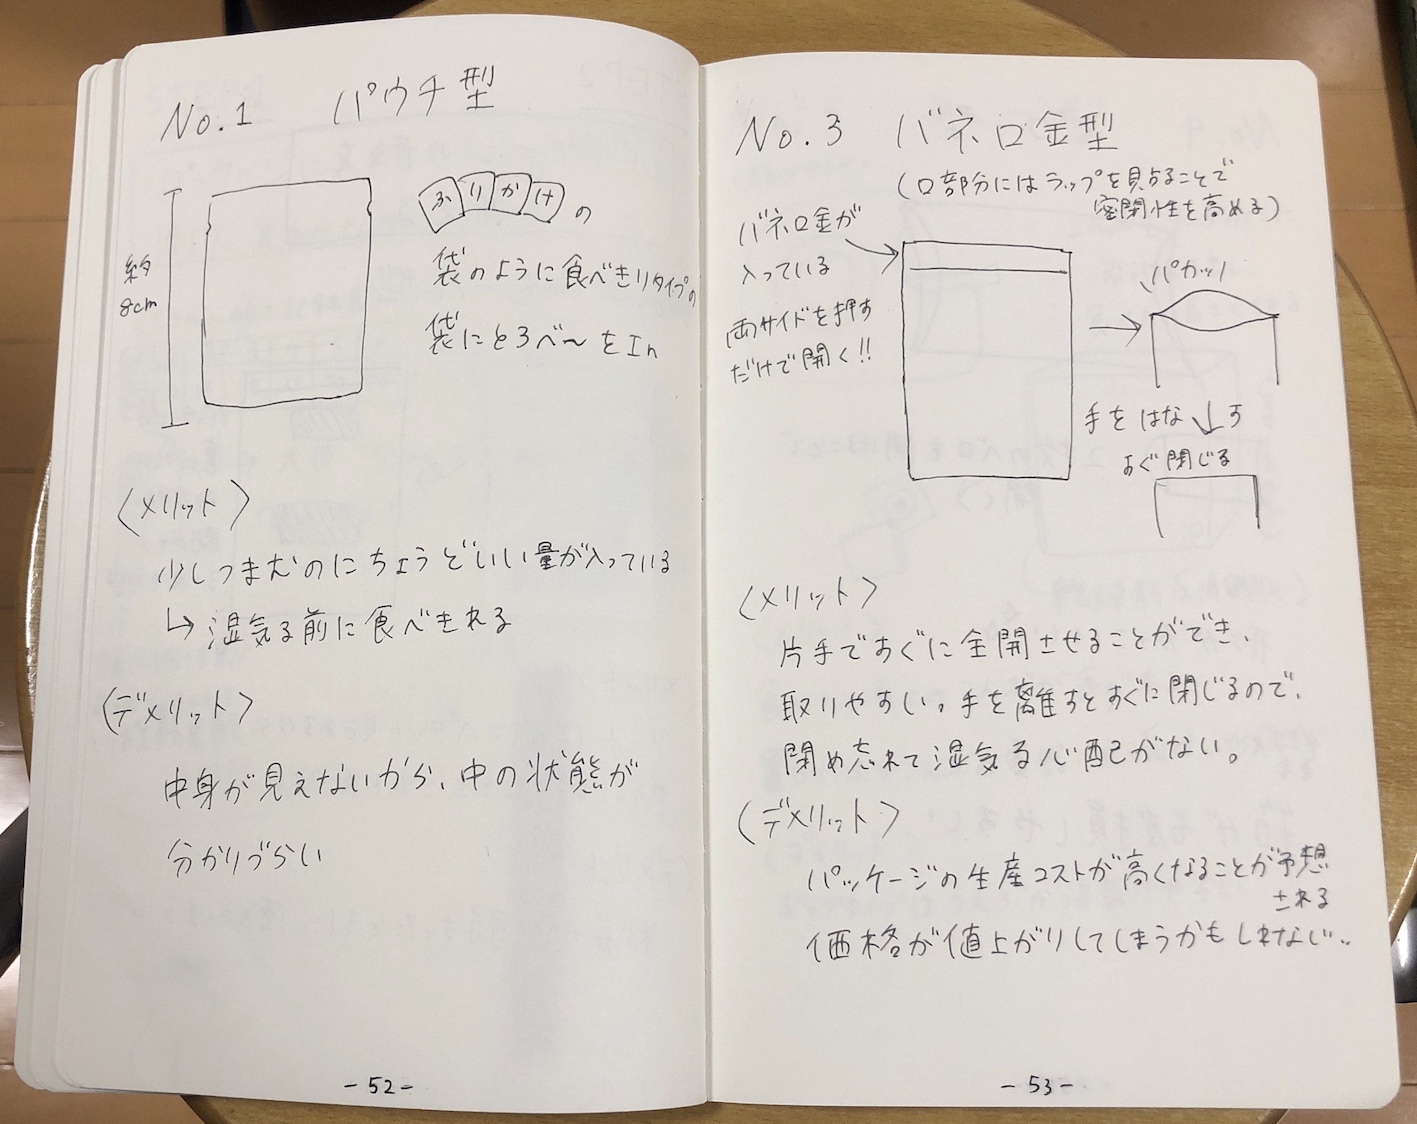 No.1 パウチ型
約
8cm
ふりかけの
袋のように食べきりタイプの
袋にとろべ〜をIn
〈メリット〉
少しつまむのにちょうどいい量が入っている
↳ 湿気る前に食べきれる
〈デメリット〉
中身が見えないから、中の状態が
分かりづらい
-52-
No.3 バネ口金型
(口部分にはラップを見ることで
密閉性を高める)
バネ口金が
入っている
両サイドを押す
だけで開く!!
パカッ
手をはなす
すぐ閉じる
〈メリット〉
片手ですぐに全開させることができ、
取りやすい。手を離すとすぐに閉じるので、
閉め忘れて湿気る心配がない。
〈デメリット〉
パッケージの生産コストが高くなることが予想
される
価格が値上がりしてしまうかもしれない..
-53-